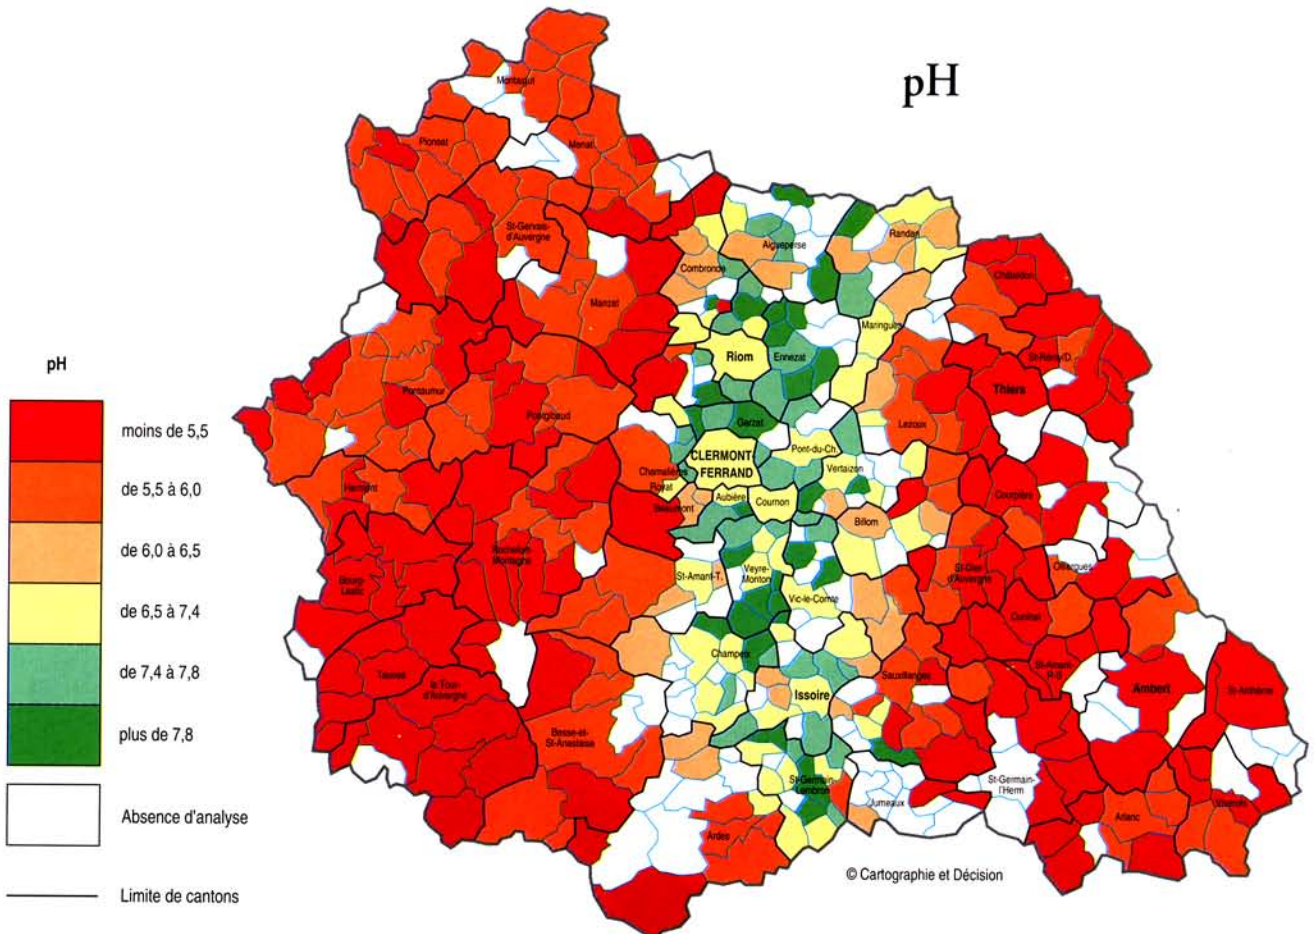 pH
Montaigut
Pionsat
Menat
St-Gervais-
d'Auvergne
Aigueperse
Randan
Combronde
Châteldon
Manzat
Maringues
pH
Riom
Ennezat
St-Rémy/D.
Thiers
Pontaumur
Pontgibaud
moins de 5,5
Gerzat
Lezoux
CLERMONT-
FERRAND
Pont-du-Ch.
Chamalières
Royat
Vertaizon
de 5,5 à 6,0
Herment
Aubière
Cournon
Courpière
Beaumont
Billom
de 6,0 à 6,5
Rochefort-
Montagne
Bourg-
Lastic
St-Amant-T.
Veyre-
Monton
St-Dier
d'Auvergne
Olliergues
Vic-le-Comte
de 6,5 à 7,4
Cunlhat
Champeix
Tauves
la Tour-
d'Auvergne
Sauxillanges
St-Amant-
R-S
Ambert
St-Anthème
de 7,4 à 7,8
Issoire
plus de 7,8
Besse-et-
St-Anastaise
St-Germain-
Lembron
St-Germain-
l'Herm
Jumeaux
Viverols
Absence d'analyse
Ardes
Arlanc
© Cartographie et Décision
Limite de cantons